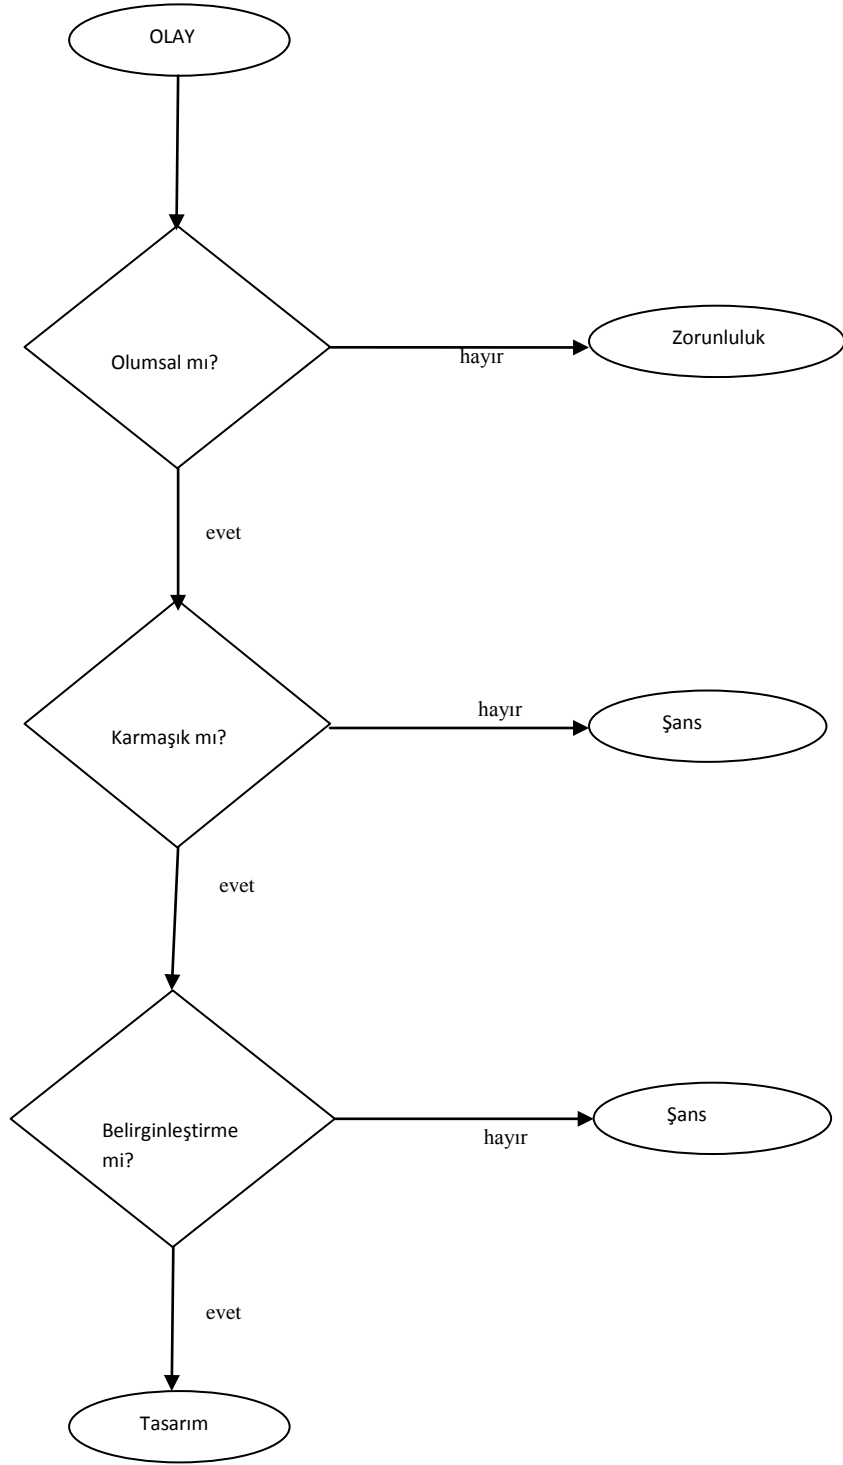 OLAY
Olumsal mı?
hayır
Zorunluluk
evet
Karmaşık mı?
hayır
Şans
evet
Belirginleştirme
mi?
hayır
Şans
evet
Tasarım